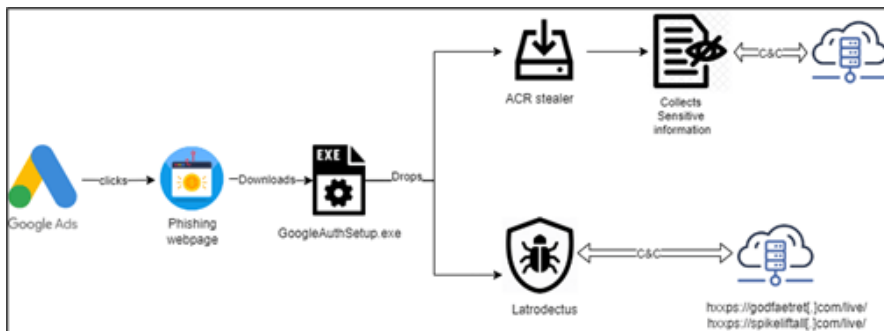 Google Ads
clicks
Phishing
webpage
Downloads
EXE
GoogleAuthSetup.exe
Drops
ACR stealer
Collects
Sensitive
information
C&C
Latrodectus
C&C
hxxps://godfaetret[.]com/live/
hxxps://spikeliftall[.]com/live/